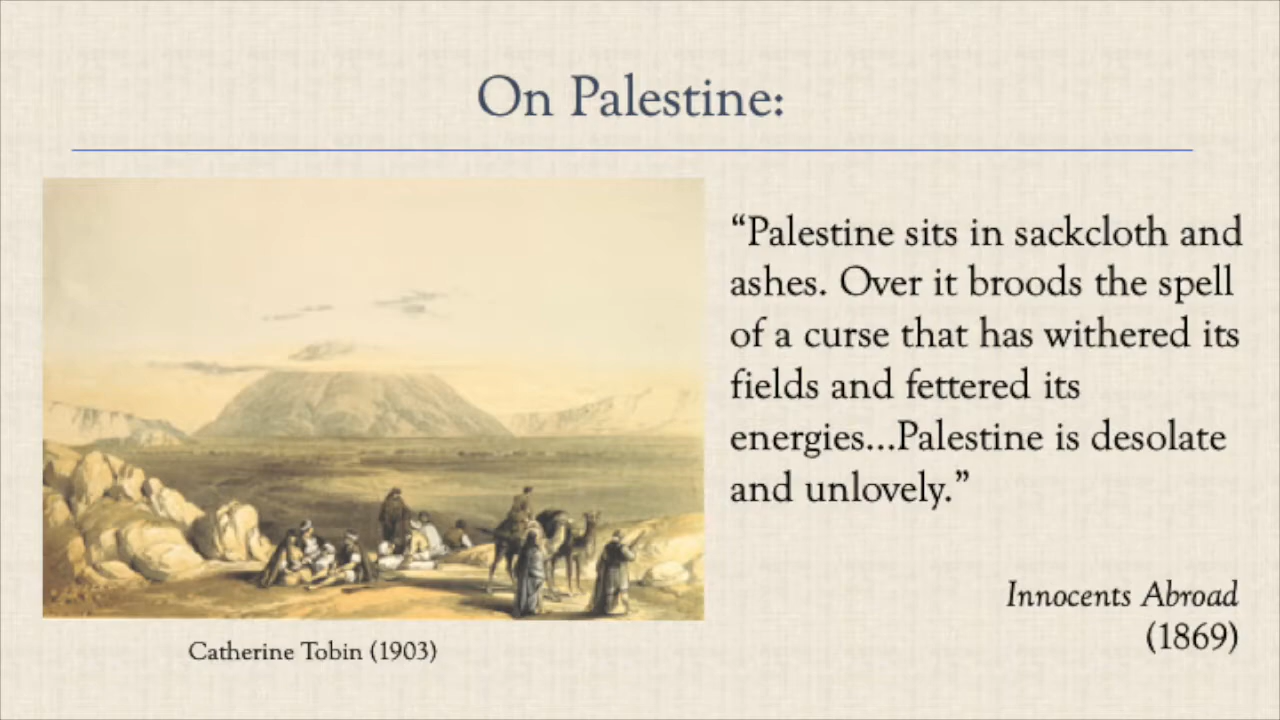 On Palestine:
“Palestine sits in sackcloth and
ashes. Over it broods the spell
of a curse that has withered its
fields and fettered its
energies...Palestine is desolate
and unlovely.”
Innocents Abroad
(1869)
Catherine Tobin (1903)